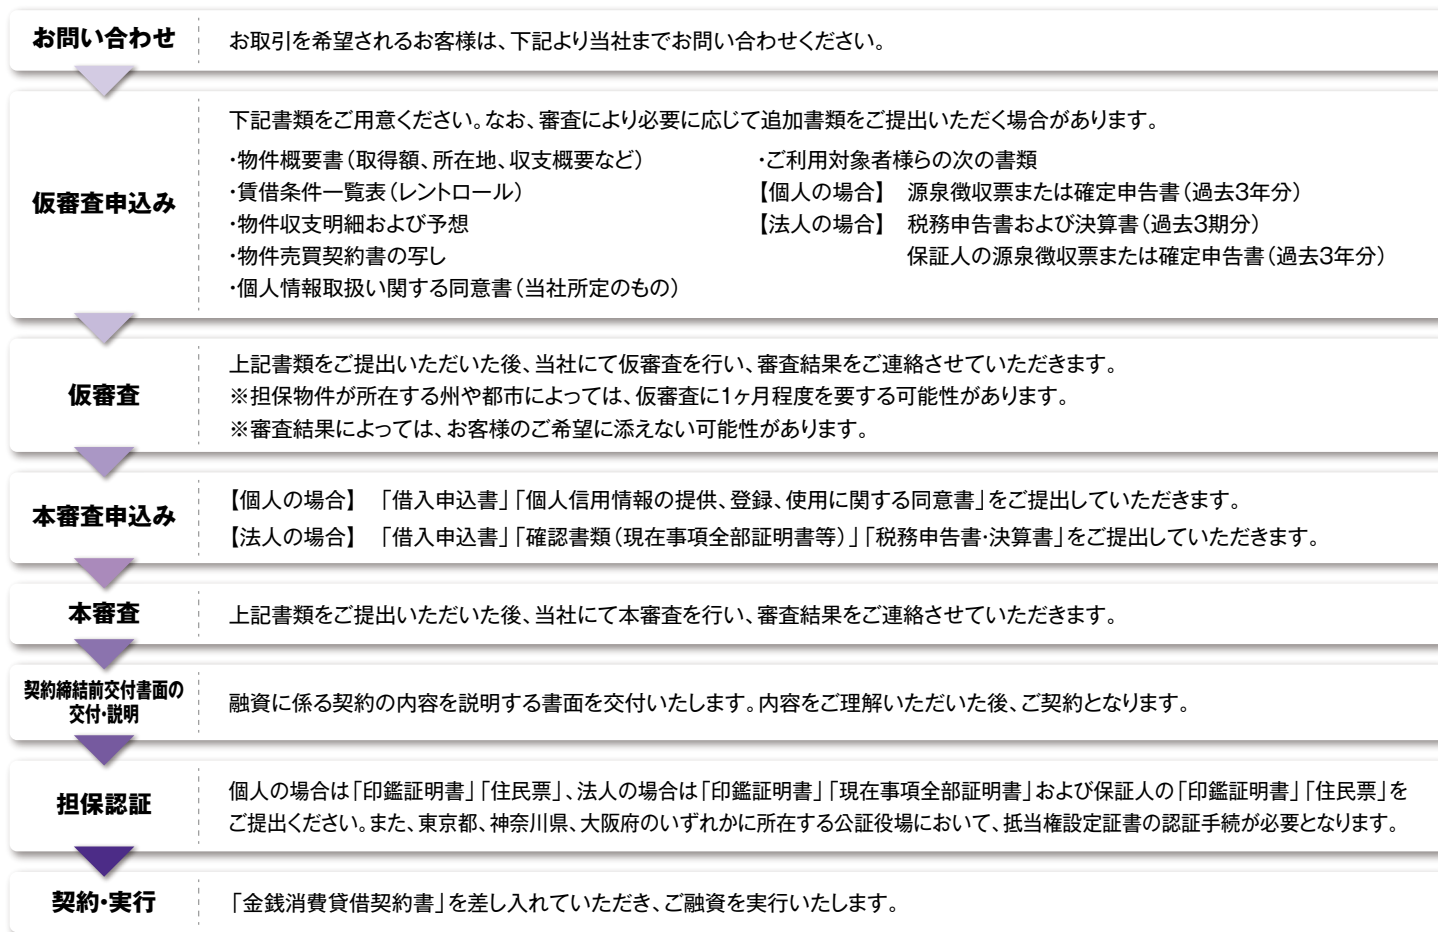 お問い合わせ
お取引を希望されるお客様は、下記より当社までお問い合わせください。
仮審査申込み
下記書類をご用意ください。なお、審査により必要に応じて追加書類をご提出いただく場合があります。
・物件概要書（取得額、所在地、収支概要など）
・賃借条件一覧表（レントロール）
・物件収支明細および予想
・物件売買契約書の写し
・個人情報取扱い関する同意書（当社所定のもの）
・ご利用対象者様らの次の書類
【個人の場合】 源泉徴収票または確定申告書（過去3年分）
【法人の場合】 税務申告書および決算書（過去3期分）
保証人の源泉徴収票または確定申告書（過去3年分）
仮審査
上記書類をご提出いただいた後、当社にて仮審査を行い、審査結果をご連絡させていただきます。
※担保物件が所在する州や都市によっては、仮審査に1ヶ月程度を要する可能性があります。
※審査結果によっては、お客様のご希望に添えない可能性があります。
本審査申込み
【個人の場合】 「借入申込書」「個人信用情報の提供、登録、使用に関する同意書」をご提出していただきます。
【法人の場合】 「借入申込書」「確認書類（現在事項全部証明書等）」「税務申告書・決算書」をご提出していただきます。
本審査
上記書類をご提出いただいた後、当社にて本審査を行い、審査結果をご連絡させていただきます。
契約締結前交付書面の
交付・説明
融資に係る契約の内容を説明する書面を交付いたします。内容をご理解いただいた後、ご契約となります。
担保認証
個人の場合は「印鑑証明書」「住民票」、法人の場合は「印鑑証明書」「現在事項全部証明書」および保証人の「印鑑証明書」「住民票」を
ご提出ください。また、東京都、神奈川県、大阪府のいずれかに所在する公証役場において、抵当権設定証書の認証手続が必要となります。
契約・実行
「金銭消費貸借契約書」を差し入れていただき、ご融資を実行いたします。